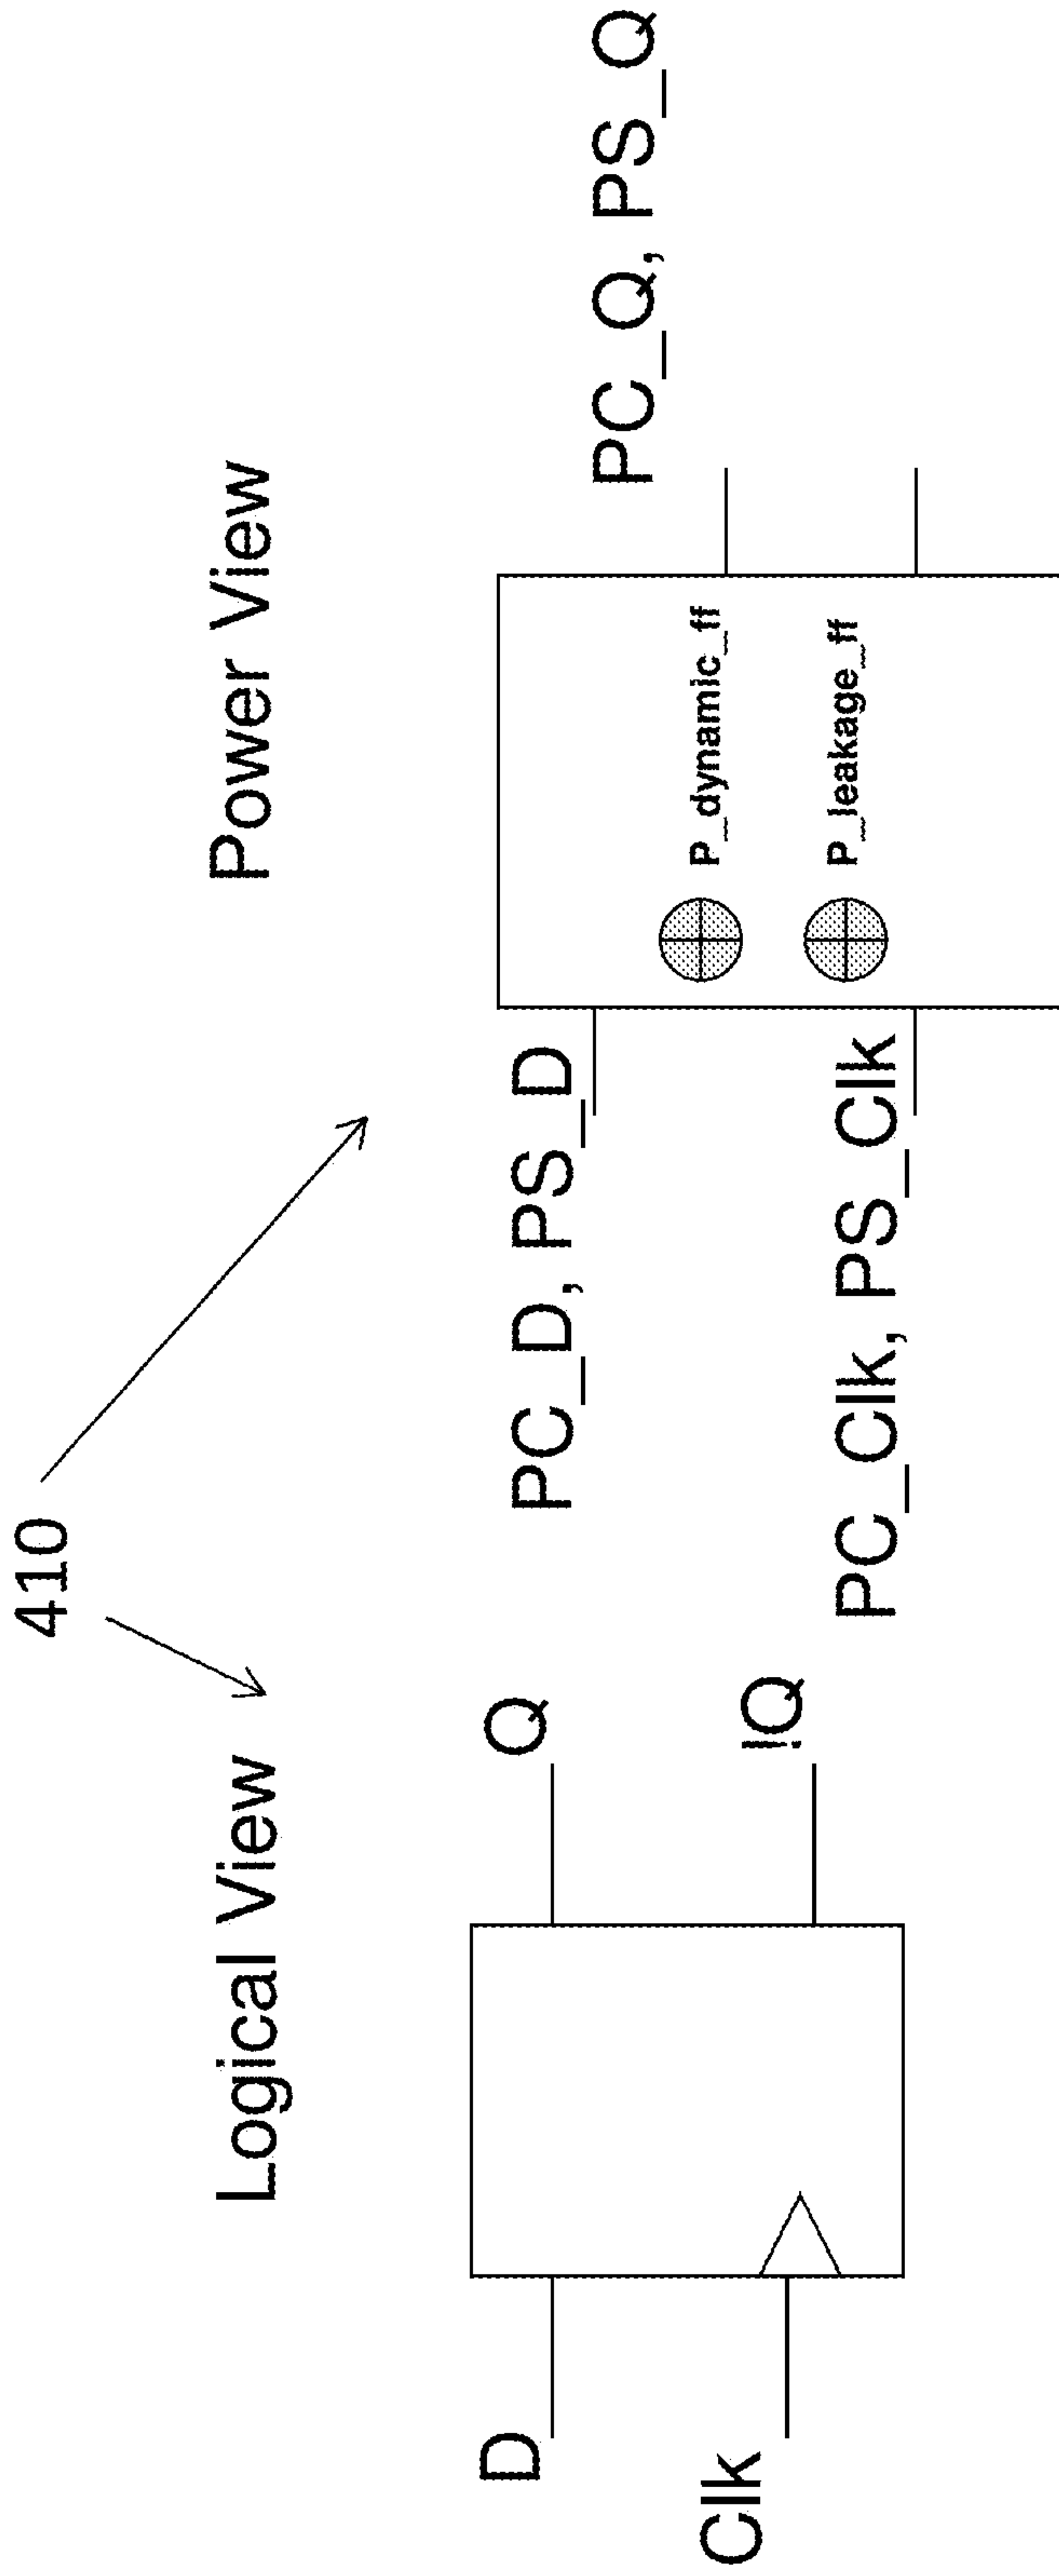 410
Logical View
Power View
D
Clk
Q
!Q
PC_D, PS_D
PC_Clk, PS_Clk
P_dynamic_ff
P_leakage_ff
PC_Q, PS_Q